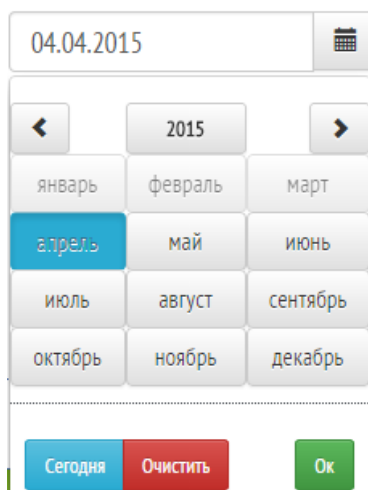 04.04.2015
2015
январь февраль март
апрель май июнь
июль август сентябрь
октябрь ноябрь декабрь
Сегодня Очистить Ок